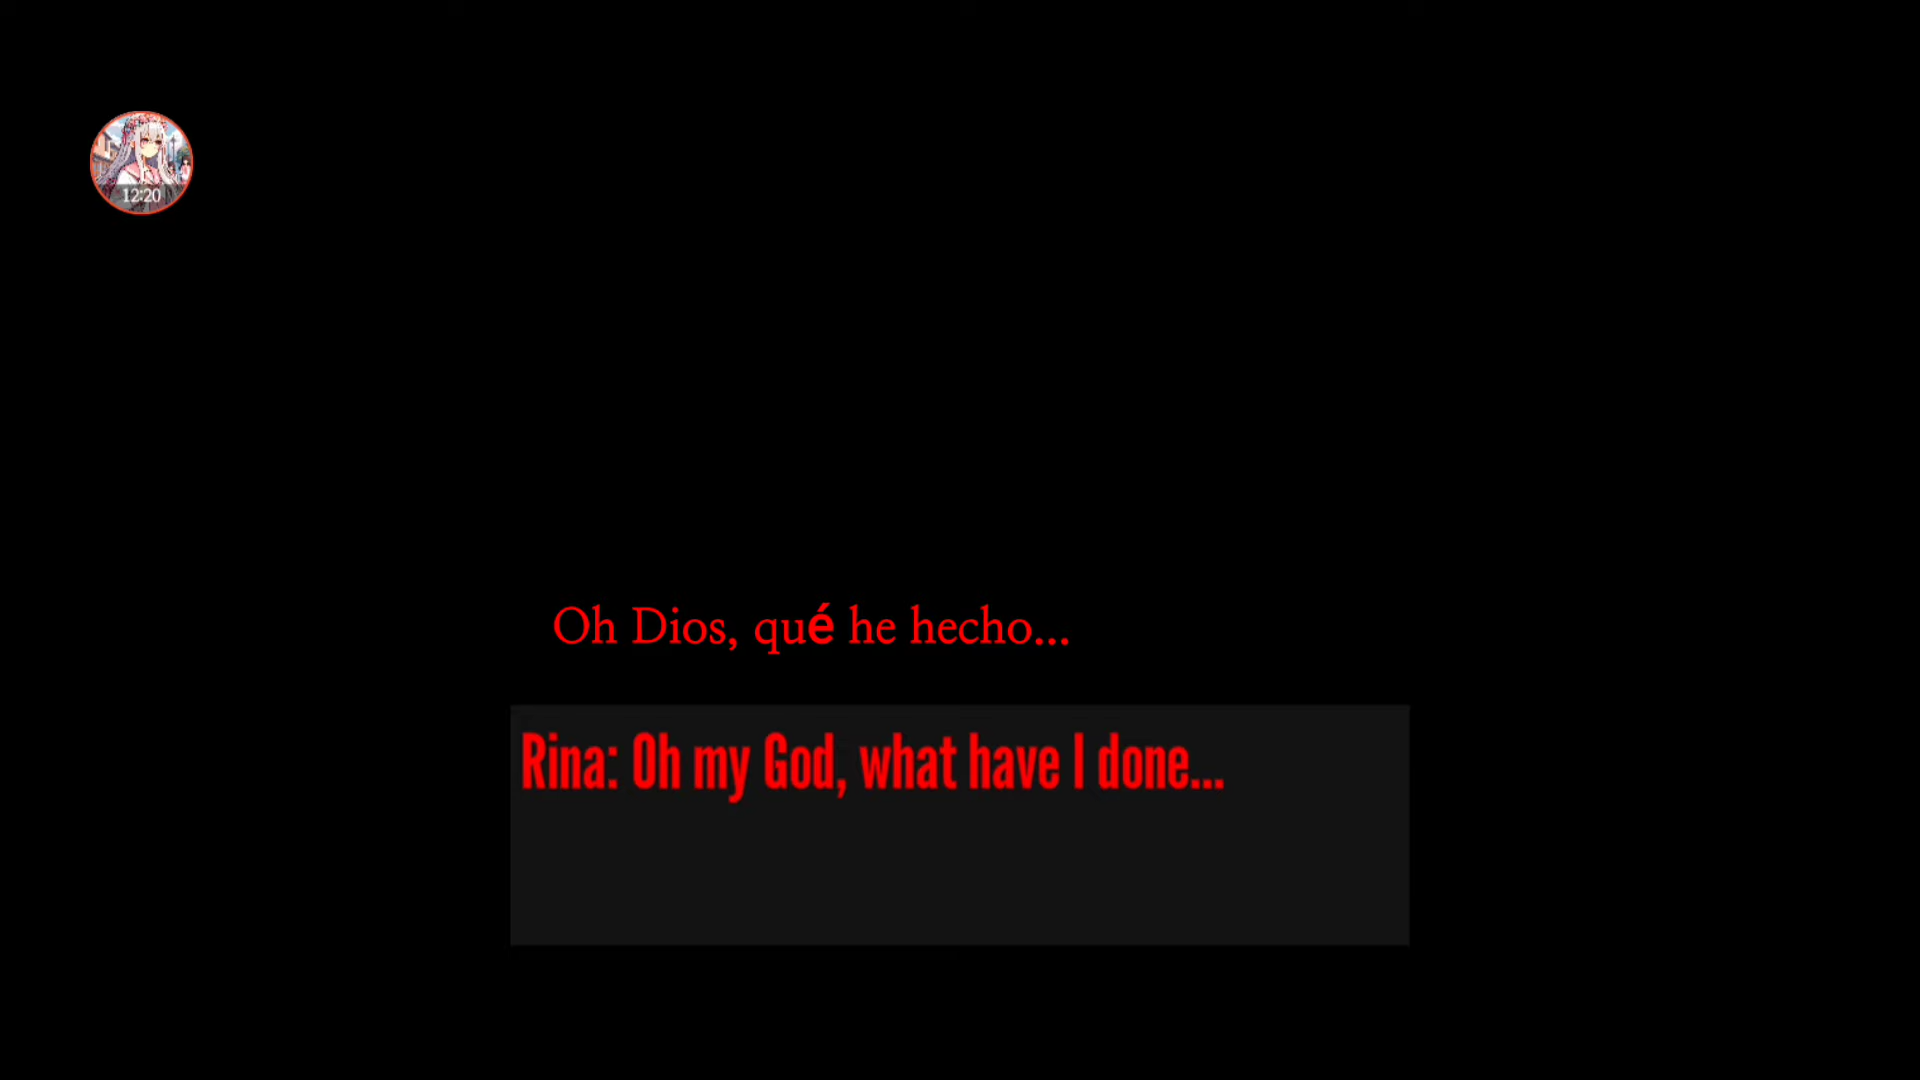 12:20
Oh Dios, qué he hecho...
Rina: Oh my God, what have I done...